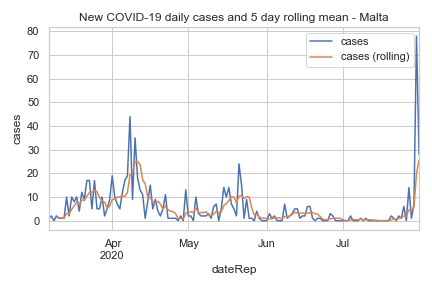 New COVID-19 daily cases and 5 day rolling mean - Malta
cases
cases (rolling)
80
70
60
50
40
30
20
10
0
cases
Apr
2020
May
Jun
Jul
dateRep